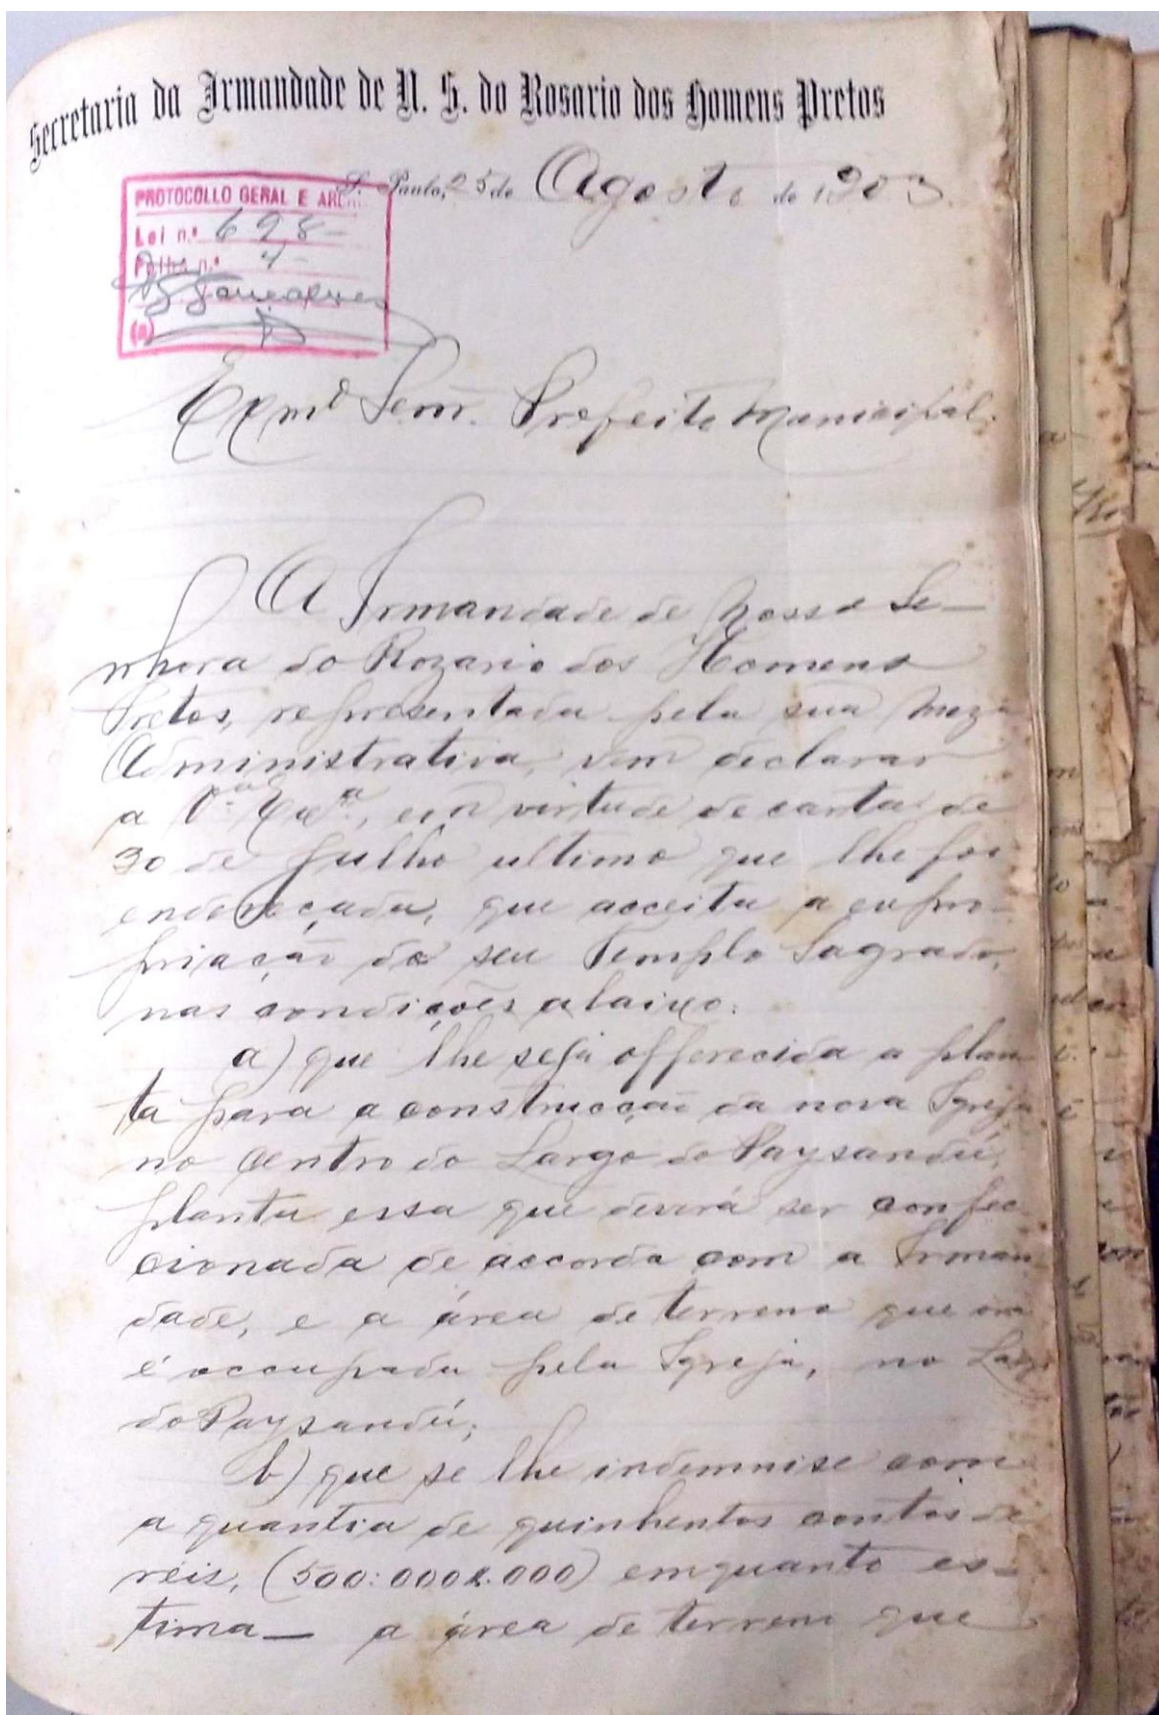 Secretaria da Irmandade de N. S. do Rosario dos Homens Pretos
S. Paulo, 25 de Agosto de 1903
PROTOCOLLO GERAL E
Lei n.º 698
Folha n.º 4
(a)
Exmº Senr. Prefeito Municipal.
A Irmandade de Nossa Se-
nhora do Rozario dos Homens
Pretos, representada pela sua Meza
Administrativa, vem declarar
a V.ª Exª, em virtude de carta de
30 de Julho ultimo que lhe foi
endereçada, que acceita a expro-
priação do seu Templo Sagrado,
nas condições abaixo:
a) que lhe seja offerecida a plan
ta para a construcção da nova Igreja
no centro do Largo do Paysandú,
planta essa que deverá ser confec
cionada de accordo com a Irman
dade, e a área de terreno que ora
é occupada pela Igreja, no Largo
do Paysandú;
b) que se lhe indemnise com
a quantia de quinhentos contos de
réis, (500:000$000) emquanto es-
tima — a área de terreno que